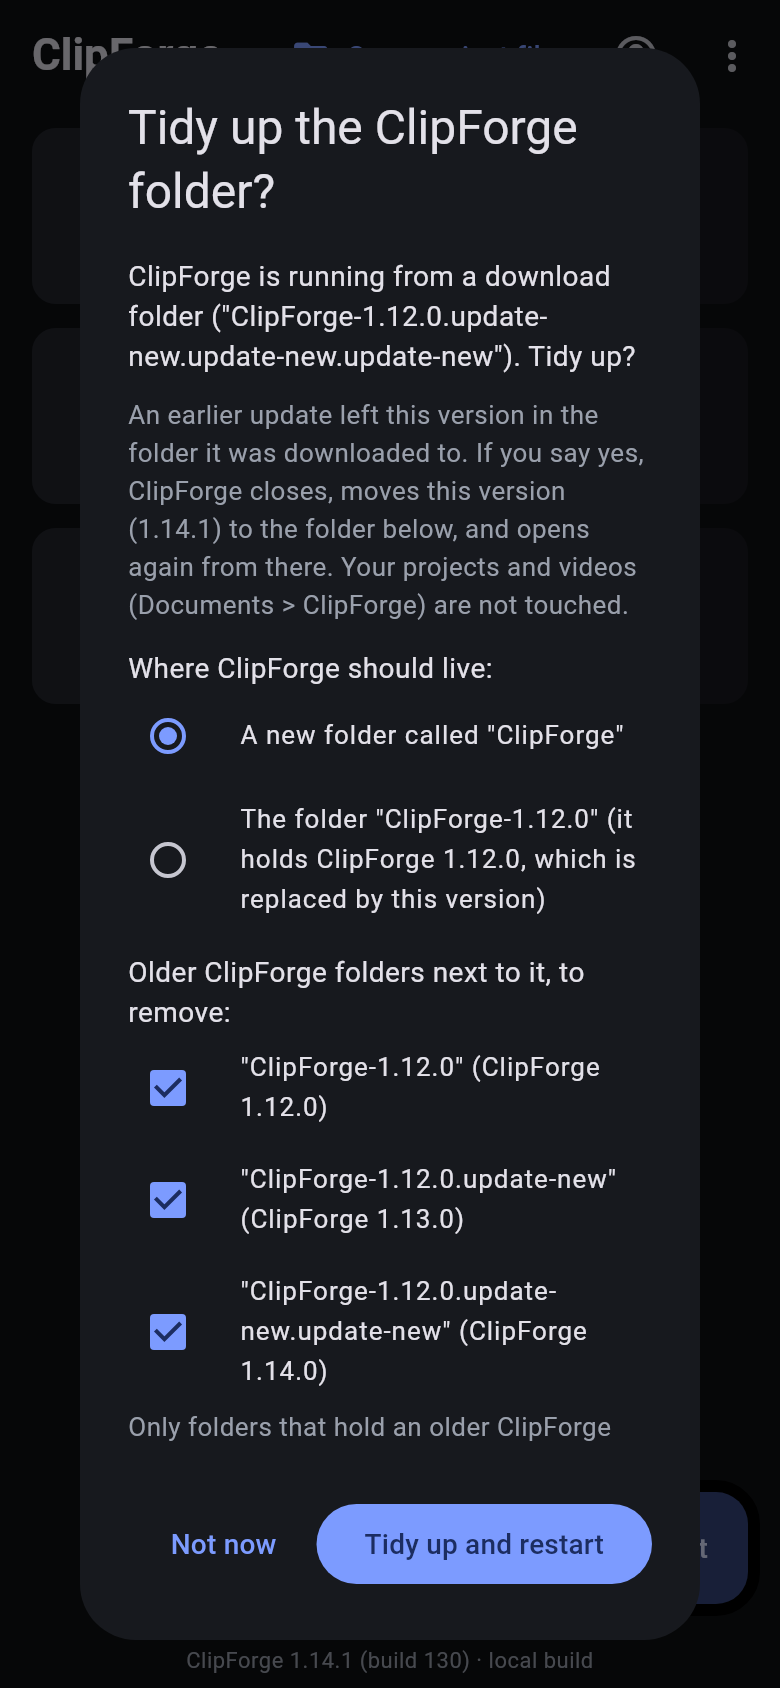 ClipForge
Tidy up the ClipForge
folder?
ClipForge is running from a download
folder ("ClipForge-1.12.0.update-
new.update-new.update-new"). Tidy up?
An earlier update left this version in the
folder it was downloaded to. If you say yes,
ClipForge closes, moves this version
(1.14.1) to the folder below, and opens
again from there. Your projects and videos
(Documents > ClipForge) are not touched.
Where ClipForge should live:
A new folder called "ClipForge"
The folder "ClipForge-1.12.0" (it
holds ClipForge 1.12.0, which is
replaced by this version)
Older ClipForge folders next to it, to
remove:
"ClipForge-1.12.0" (ClipForge
1.12.0)
"ClipForge-1.12.0.update-new"
(ClipForge 1.13.0)
"ClipForge-1.12.0.update-
new.update-new" (ClipForge
1.14.0)
Only folders that hold an older ClipForge
Not now
Tidy up and restart
ClipForge 1.14.1 (build 130) · local build